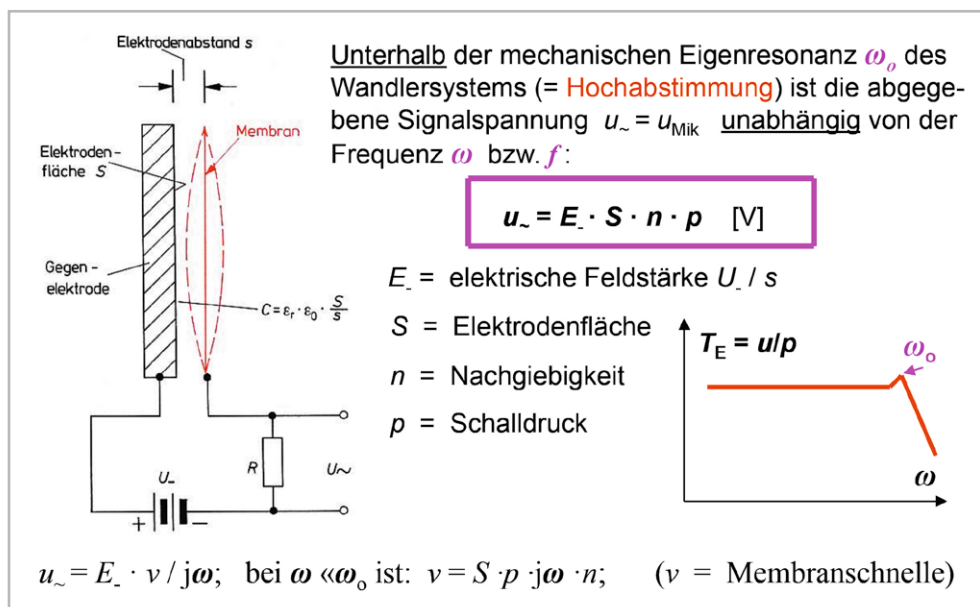 Elektrodenabstand s
Membran
Elektroden-
fläche S
Gegen-
elektrode
C = εr · ε0 · S/s
R
U~
U_
+ −
Unterhalb der mechanischen Eigenresonanz ωo des
Wandlersystems (= Hochabstimmung) ist die abgege-
bene Signalspannung u~ = uMik unabhängig von der
Frequenz ω bzw. f :
u~ = E- · S · n · p [V]
E- = elektrische Feldstärke U- / s
S = Elektrodenfläche
n = Nachgiebigkeit
p = Schalldruck
TE = u/p
ωo
ω
u~ = E- · v / jω; bei ω «ωo ist: v = S ·p ·jω · n; (v = Membranschnelle)